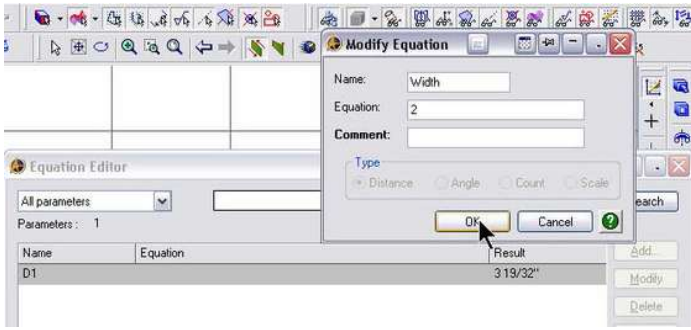 Modify Equation
Name: Width
Equation: 2
Comment:
Type
Distance Angle Count Scale
OK Cancel
Equation Editor
All parameters earch
Parameters : 1
Name Equation Result Add...
D1 3 19/32" Modify
Delete